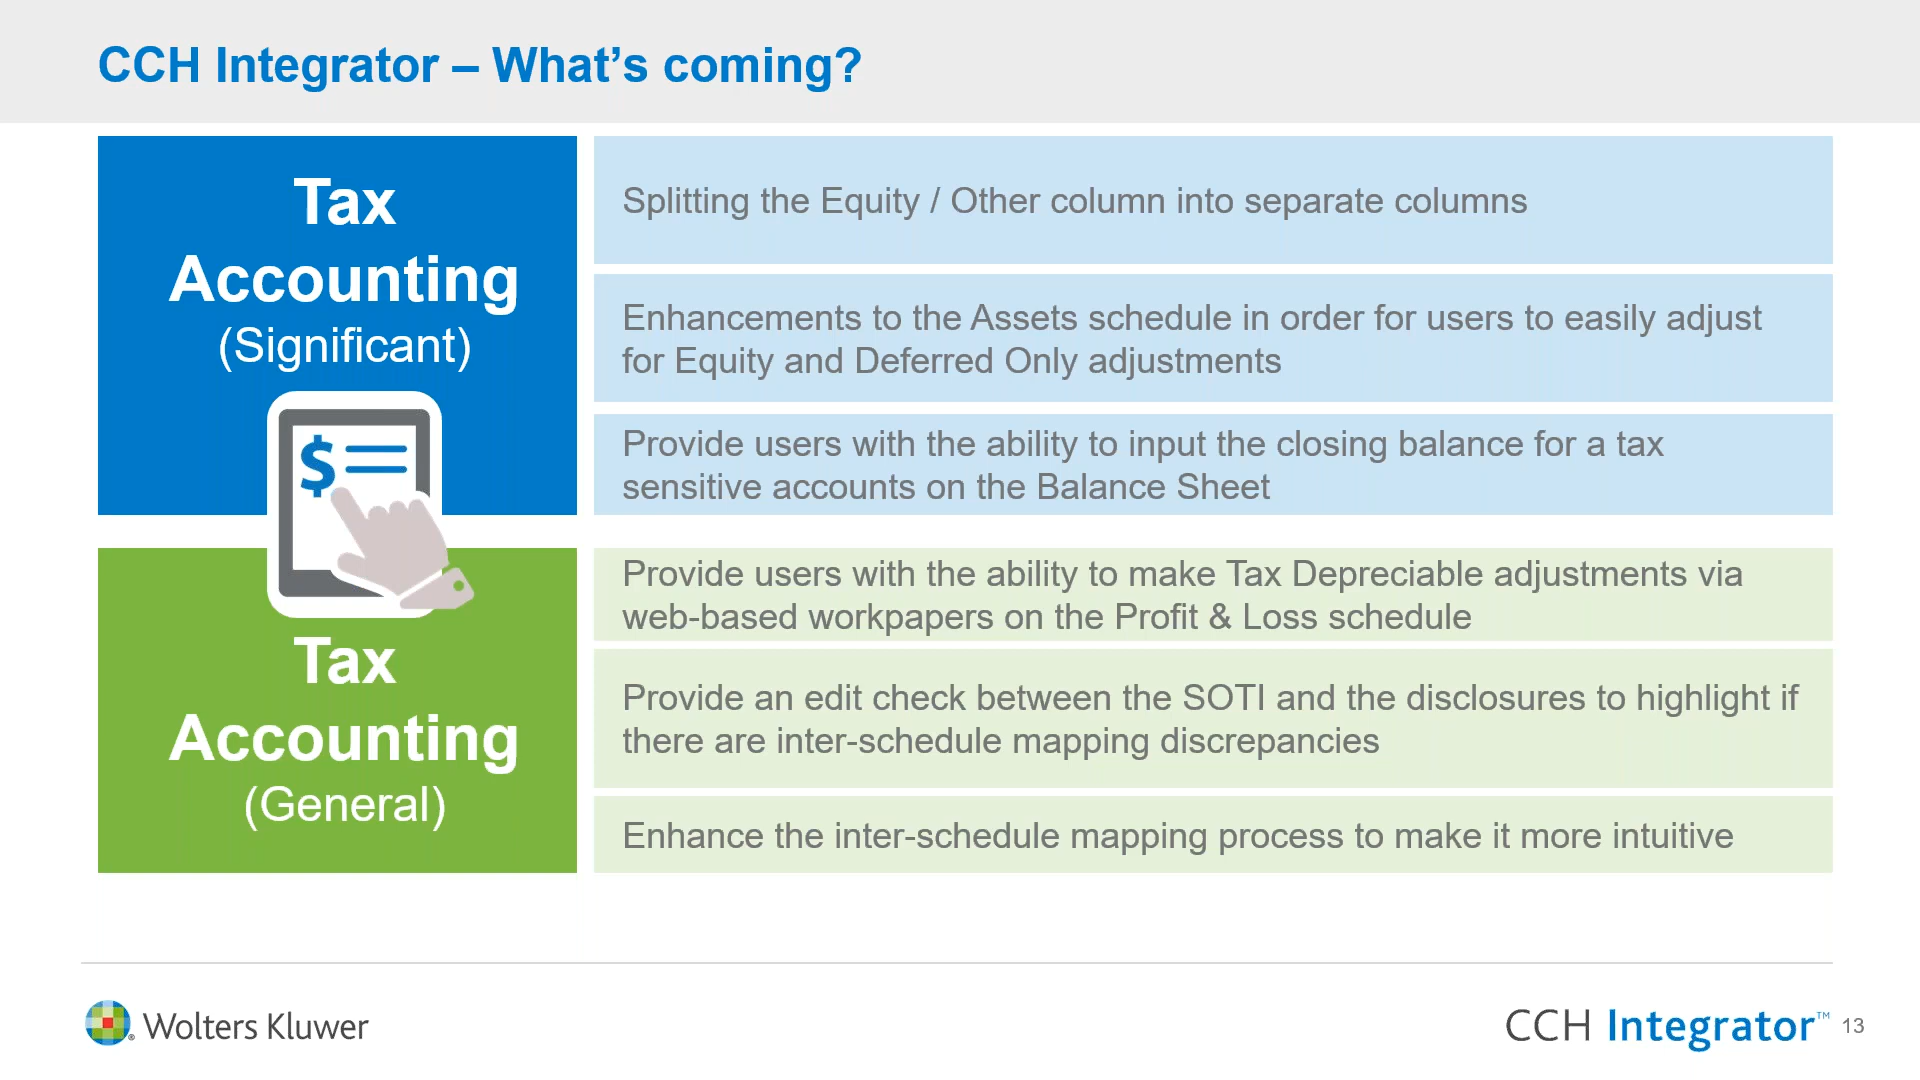 CCH Integrator – What’s coming?
Tax
Accounting
(Significant)
$
Splitting the Equity / Other column into separate columns
Enhancements to the Assets schedule in order for users to easily adjust
for Equity and Deferred Only adjustments
Provide users with the ability to input the closing balance for a tax
sensitive accounts on the Balance Sheet
Tax
Accounting
(General)
Provide users with the ability to make Tax Depreciable adjustments via
web-based workpapers on the Profit & Loss schedule
Provide an edit check between the SOTI and the disclosures to highlight if
there are inter-schedule mapping discrepancies
Enhance the inter-schedule mapping process to make it more intuitive
Wolters Kluwer
CCH Integrator™ 13